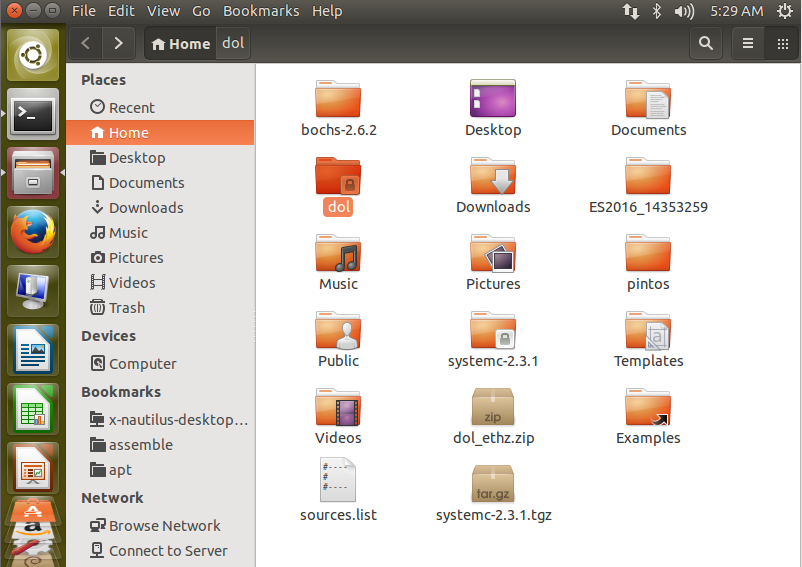 File Edit View Go Bookmarks Help 5:29 AM
Home dol
Places
Recent
Home
Desktop
Documents
Downloads
Music
Pictures
Videos
Trash
Devices
Computer
Bookmarks
x-nautilus-desktop…
assemble
apt
Network
Browse Network
Connect to Server
bochs-2.6.2 Desktop Documents
dol Downloads ES2016_14353259
Music Pictures pintos
Public systemc-2.3.1 Templates
zip
Videos dol_ethz.zip Examples
tar.gz
sources.list systemc-2.3.1.tgz